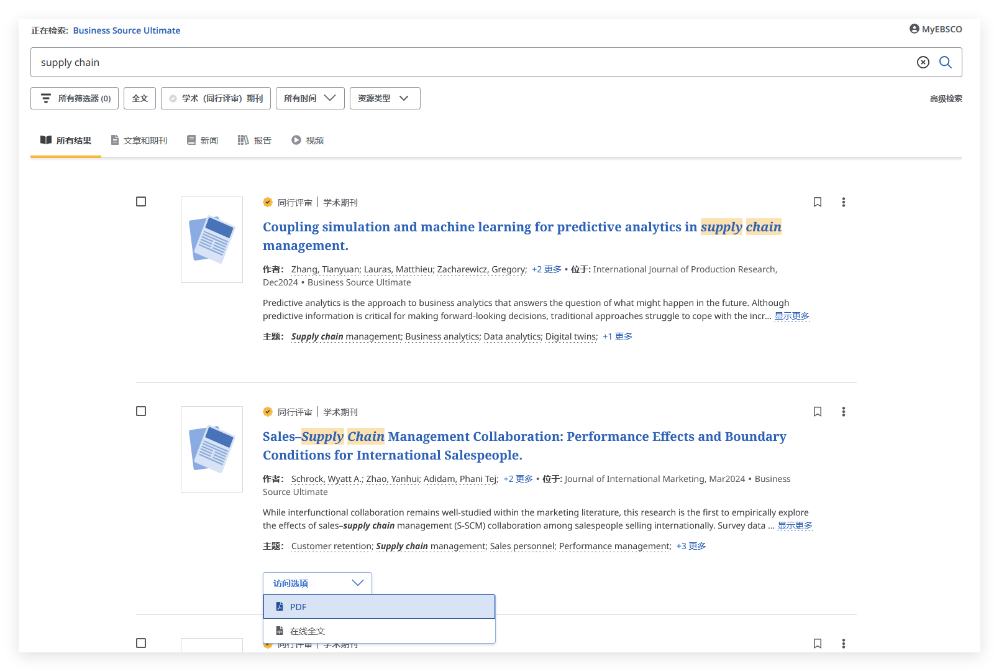 正在检索: Business Source Ultimate
MyEBSCO
supply chain
所有筛选器 (0)
全文
学术（同行评审）期刊
所有时间
资源类型
高级检索
所有结果
文章和期刊
新闻
报告
视频
同行评审 | 学术期刊
Coupling simulation and machine learning for predictive analytics in supply chain
management.
作者: Zhang, Tianyuan; Lauras, Matthieu; Zacharewicz, Gregory; +2 更多 • 位于: International Journal of Production Research,
Dec2024 • Business Source Ultimate
Predictive analytics is the approach to business analytics that answers the question of what might happen in the future. Although
predictive information is critical for making forward-looking decisions, traditional approaches struggle to cope with the incr... 显示更多
主题: Supply chain management; Business analytics; Data analytics; Digital twins; +1 更多
同行评审 | 学术期刊
Sales–Supply Chain Management Collaboration: Performance Effects and Boundary
Conditions for International Salespeople.
作者: Schrock, Wyatt A.; Zhao, Yanhui; Adidam, Phani Tej; +2 更多 • 位于: Journal of International Marketing, Mar2024 • Business
Source Ultimate
While interfunctional collaboration remains well-studied within the marketing literature, this research is the first to empirically explore
the effects of sales–supply chain management (S-SCM) collaboration among salespeople selling internationally. Survey data ... 显示更多
主题: Customer retention; Supply chain management; Sales personnel; Performance management; +3 更多
访问选项
PDF
在线全文
同行评审 | 学术期刊